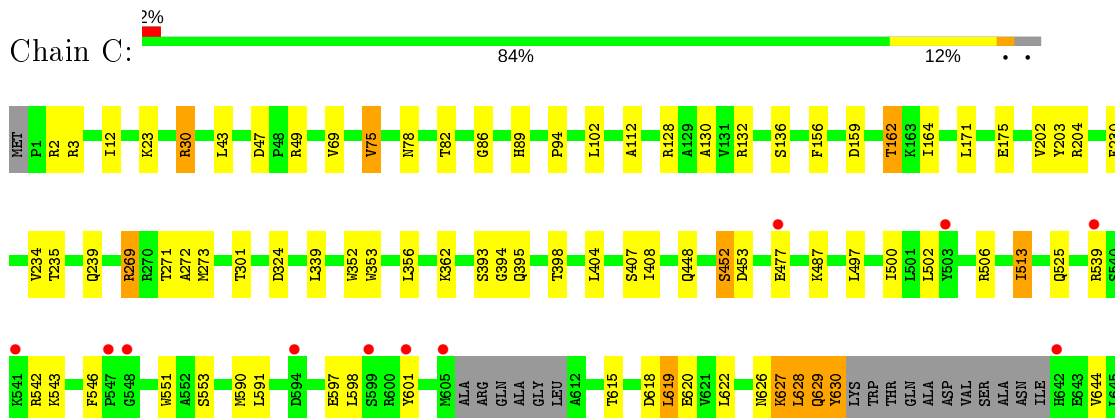 2%
Chain C:
84% 12% • •
MET P1 R2 R3 I12 K23 R30 L43 D47 P48 R49 V69 V75 N78 T82 G86 H89 P94 L102 A112 R128 A129 A130 V131 R132 S136 F156 D159 T162 K163 I164 L171 E175 V202 Y203 R204
V234 T235 Q239 R269 R270 T271 A272 M273 T301 D324 L339 W352 W353 L356 K362 S393 G394 Q395 T398 L404 S407 I408 Q448 S452 D453 E477 K487 L497 I500 L501 L502 Y503 R506 I513 Q525 R539 S540
K541 R542 K543 F546 P547 G548 W551 A552 S553 M590 L591 D594 E597 L598 S599 R600 Y601 M605 ALA ARG GLN ALA GLY LEU A612 T615 D618 L619 E620 V621 L622 N626 K627 L628 Q629 Y630 LYS TRP THR GLN ALA ASP VAL SER ALA ASN ILE H642 E643 V644